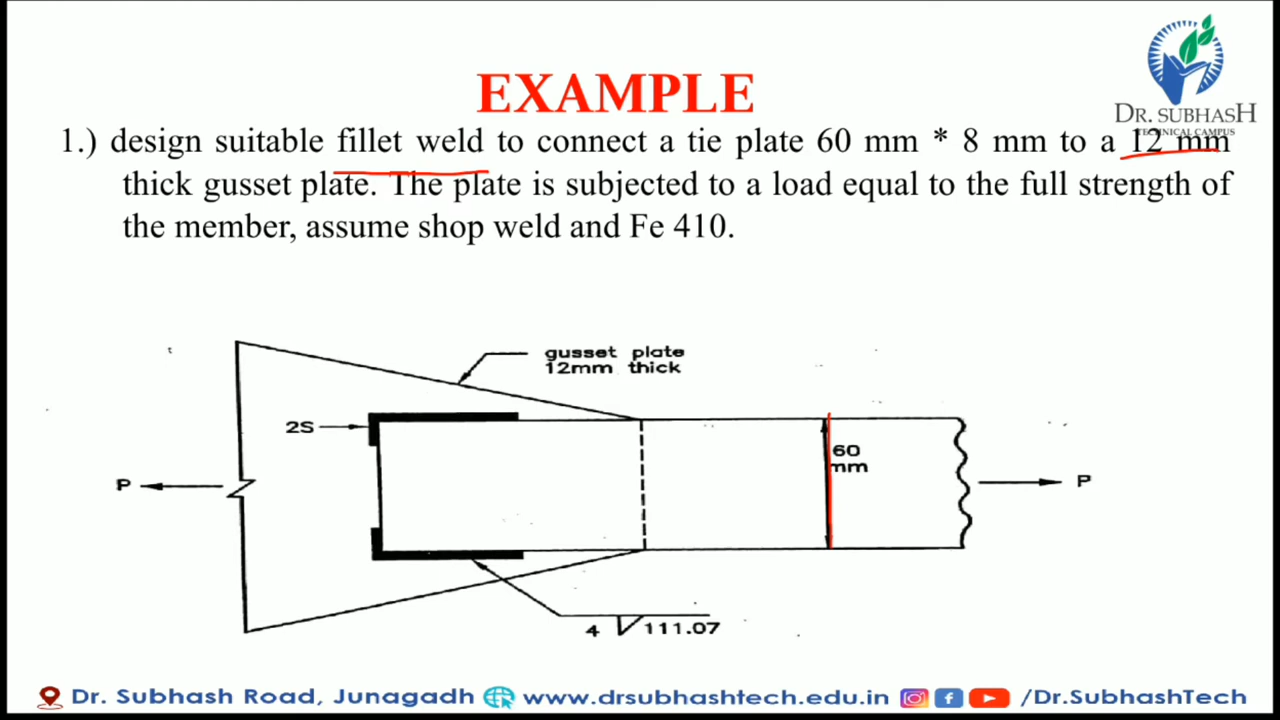 EXAMPLE
DR. SUBHASH
TECHNICAL CAMPUS
1.) design suitable fillet weld to connect a tie plate 60 mm * 8 mm to a 12 mm
thick gusset plate. The plate is subjected to a load equal to the full strength of
the member, assume shop weld and Fe 410.
gusset plate
12mm thick
2S
60
mm
P
P
4 111.07
Dr. Subhash Road, Junagadh www.drsubhashtech.edu.in /Dr.SubhashTech